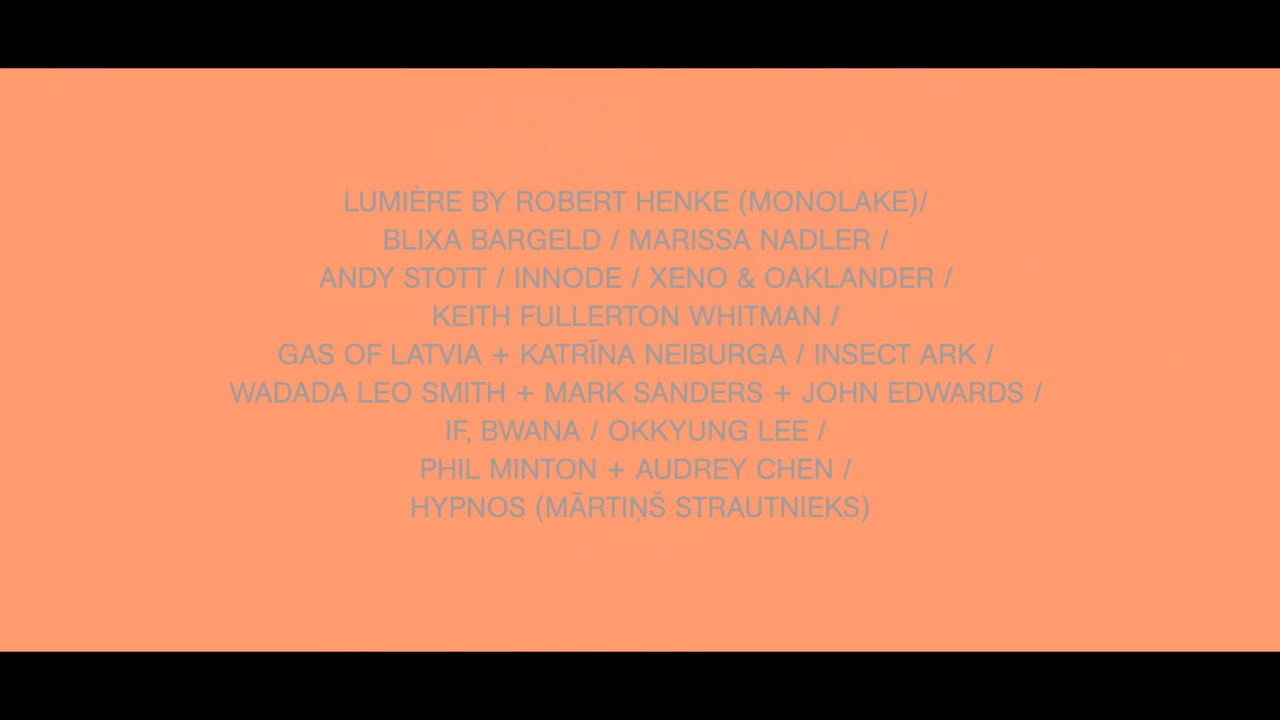 LUMIÈRE BY ROBERT HENKE (MONOLAKE)/
BLIXA BARGELD / MARISSA NADLER /
ANDY STOTT / INNODE / XENO & OAKLANDER /
KEITH FULLERTON WHITMAN /
GAS OF LATVIA + KATRĪNA NEIBURGA / INSECT ARK /
WADADA LEO SMITH + MARK SANDERS + JOHN EDWARDS /
IF, BWANA / OKKYUNG LEE /
PHIL MINTON + AUDREY CHEN /
HYPNOS (MĀRTIŅŠ STRAUTNIEKS)